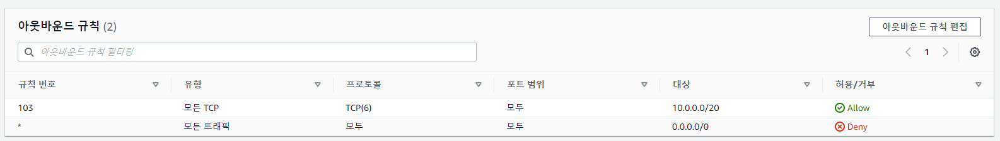 아웃바운드 규칙 (2)
아웃바운드 규칙 편집
아웃바운드 규칙 필터링
1
규칙 번호 유형 프로토콜 포트 범위 대상 허용/거부
103 모든 TCP TCP(6) 모두 10.0.0.0/20 Allow
* 모든 트래픽 모두 모두 0.0.0.0/0 Deny